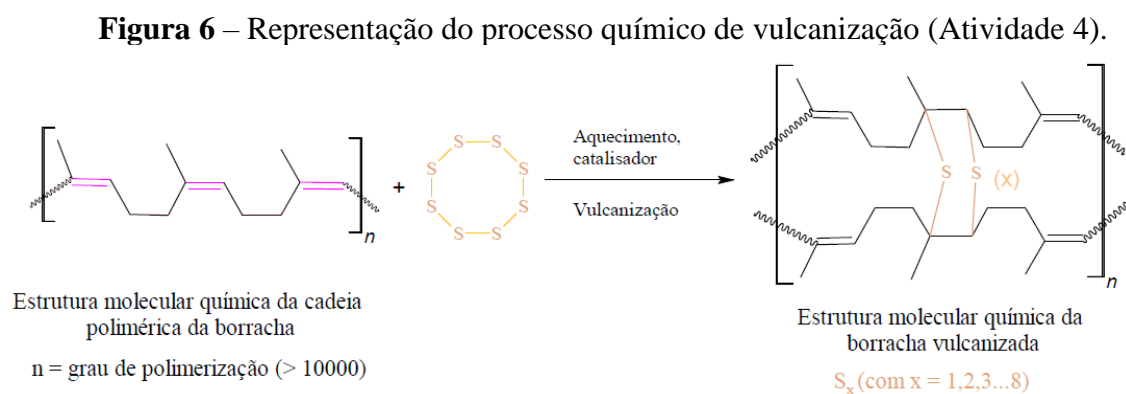 Figura 6 – Representação do processo químico de vulcanização (Atividade 4).
n
+
S S
S S
S S
S S
Aquecimento,
catalisador
Vulcanização
S S (x)
n
Estrutura molecular química da cadeia
polimérica da borracha
n = grau de polimerização (> 10000)
Estrutura molecular química da
borracha vulcanizada
Sx (com x = 1,2,3...8)